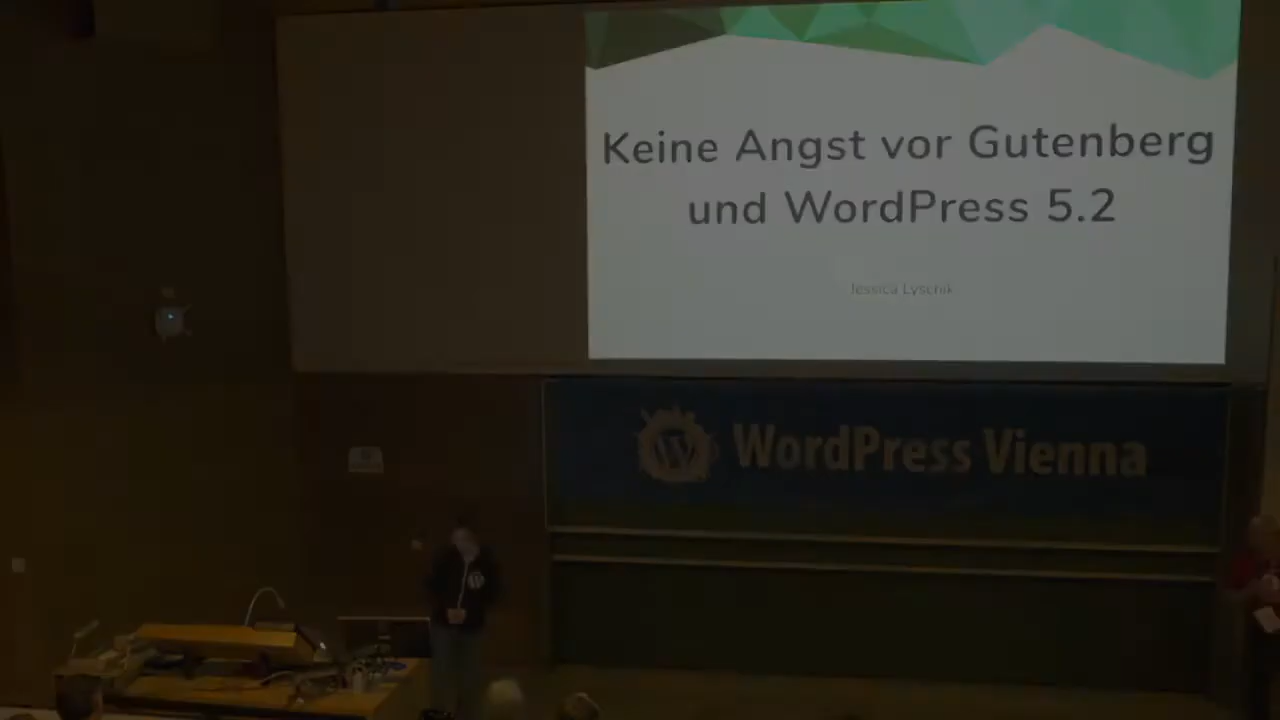 Keine Angst vor Gutenberg
und WordPress 5.2
Jessica Lyschik
WordPress Vienna